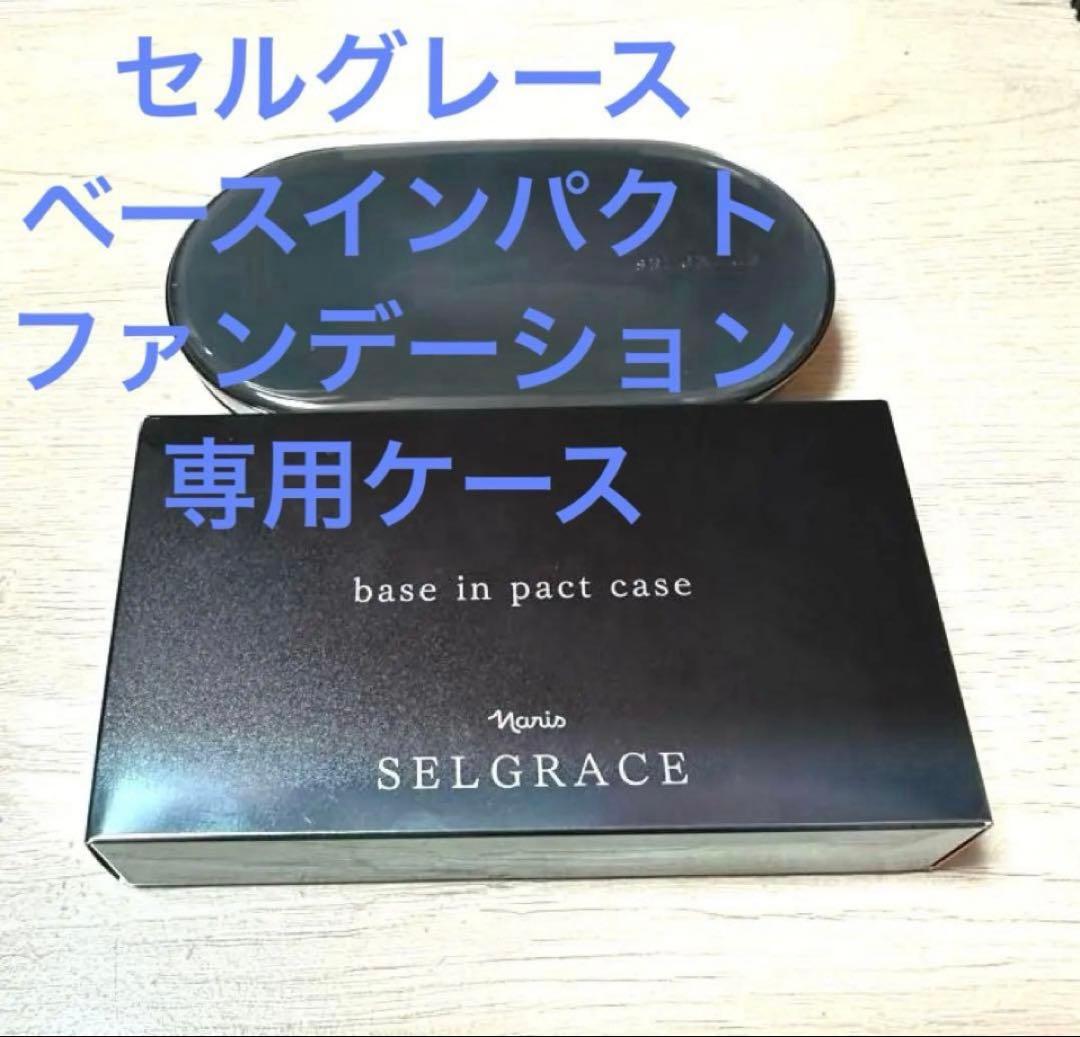 セルグレース
ベースインパクト
ファンデーション
専用ケース
base in pact case
Naris
SELGRACE